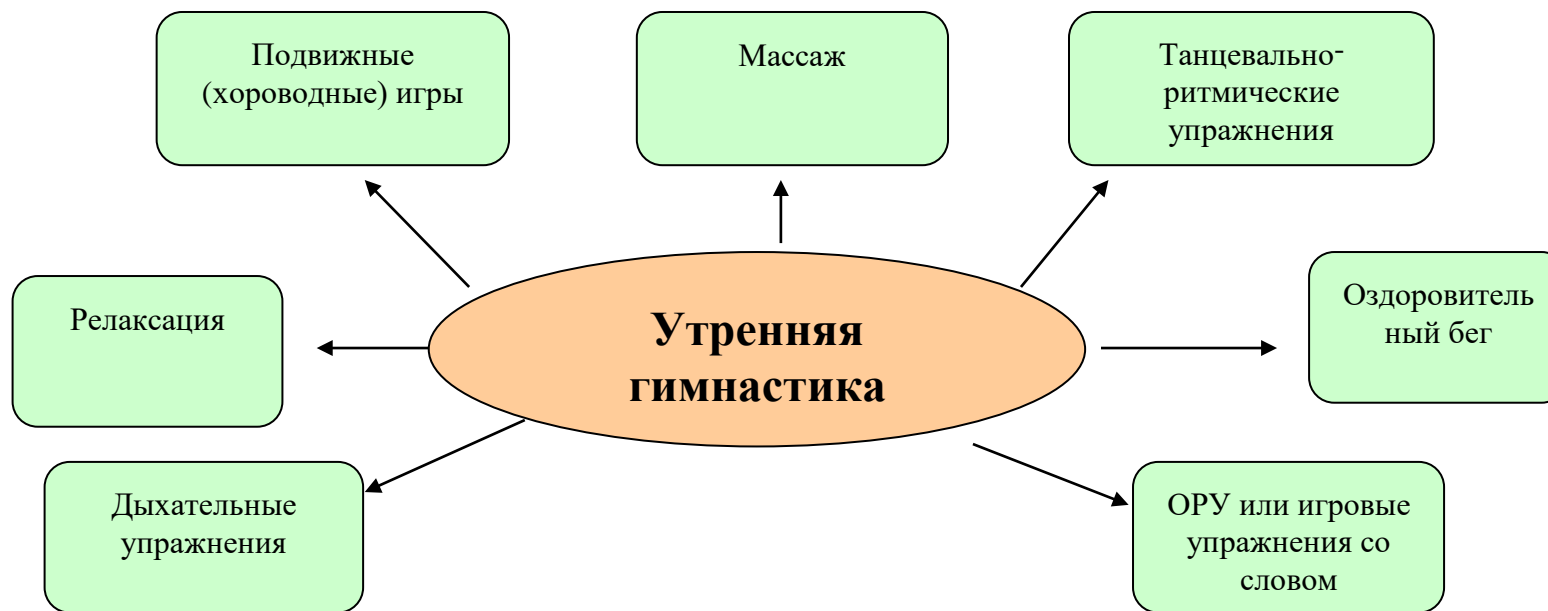 Подвижные
(хороводные) игры
Массаж
Танцевально-
ритмические
упражнения
Релаксация
Утренняя
гимнастика
Оздоровитель
ный бег
Дыхательные
упражнения
ОРУ или игровые
упражнения со
словом